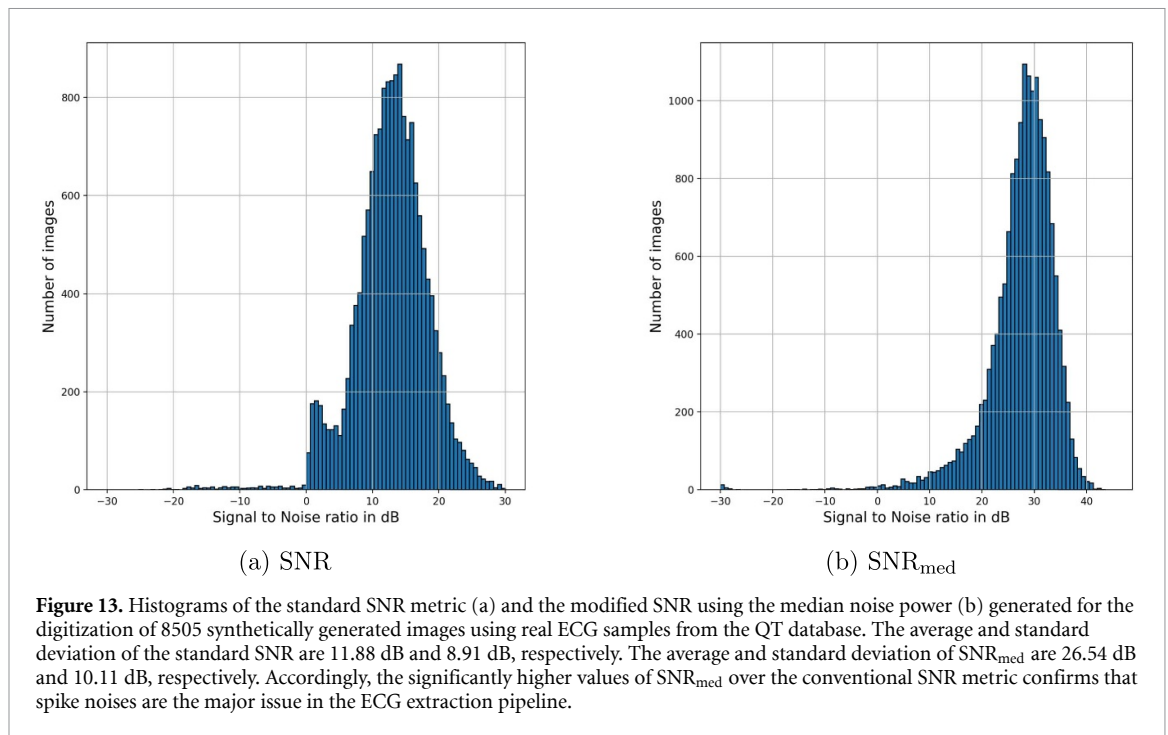 800
600
400
200
0
Number of images
−30
−20
−10
0
10
20
30
Signal to Noise ratio in dB
(a) SNR
1000
800
600
400
200
0
Number of images
−30
−20
−10
0
10
20
30
40
Signal to Noise ratio in dB
(b) SNRmed
Figure 13. Histograms of the standard SNR metric (a) and the modified SNR using the median noise power (b) generated for the
digitization of 8505 synthetically generated images using real ECG samples from the QT database. The average and standard
deviation of the standard SNR are 11.88 dB and 8.91 dB, respectively. The average and standard deviation of SNRmed are 26.54 dB
and 10.11 dB, respectively. Accordingly, the significantly higher values of SNRmed over the conventional SNR metric confirms that
spike noises are the major issue in the ECG extraction pipeline.